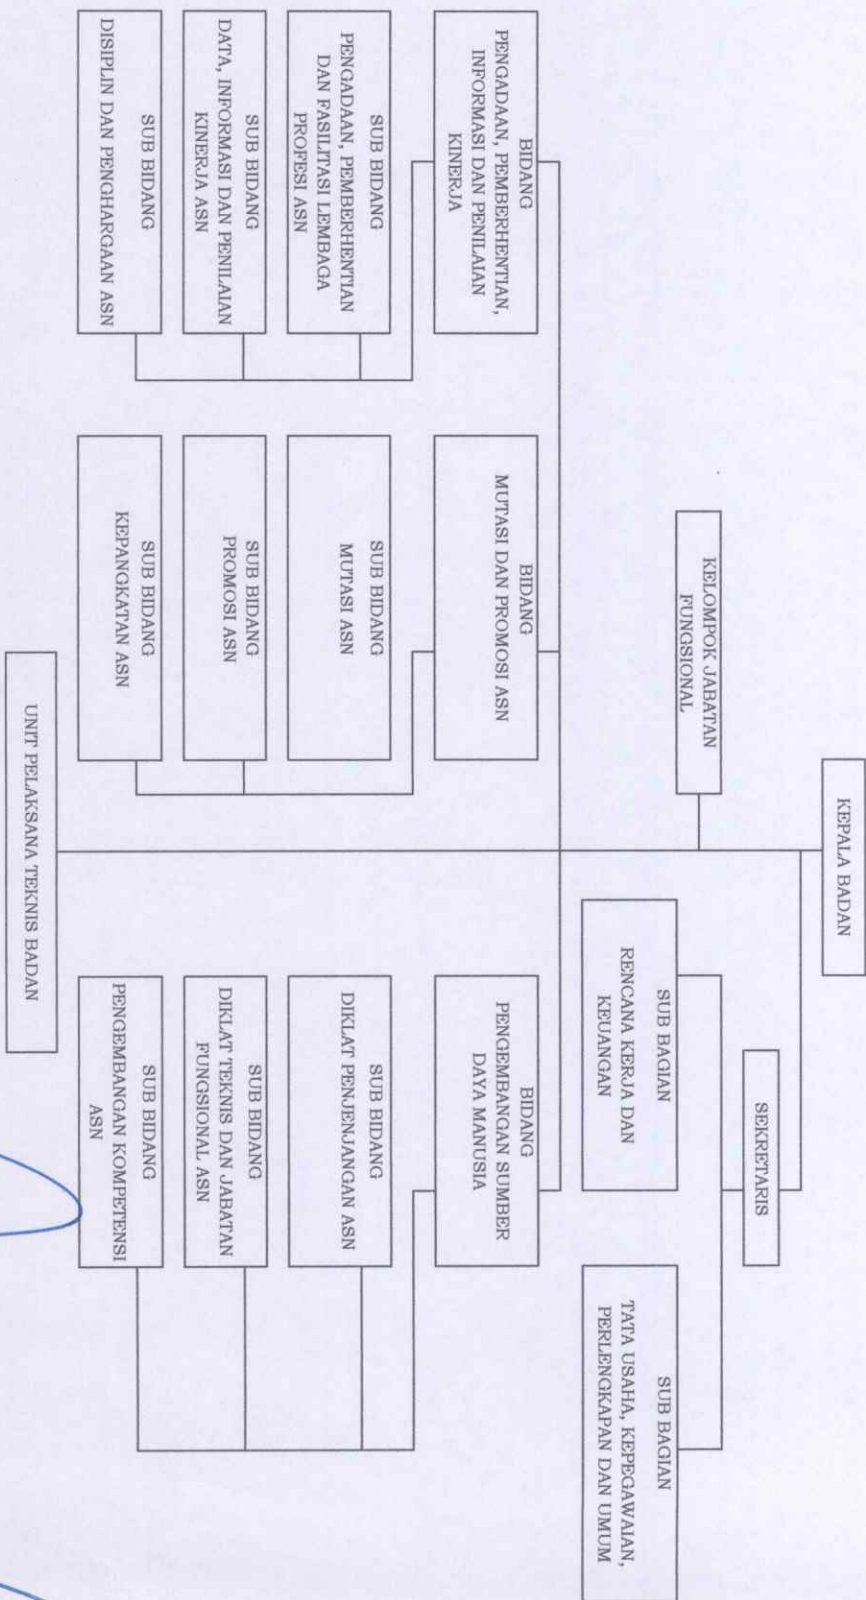 KEPALA BADAN
SEKRETARIS
KELOMPOK JABATAN
FUNGSIONAL
SUB BAGIAN
RENCANA KERJA DAN
KEUANGAN
SUB BAGIAN
TATA USAHA, KEPEGAWAIAN,
PERLENGKAPAN DAN UMUM
BIDANG
PENGADAAN, PEMBERHENTIAN,
INFORMASI DAN PENILAIAN
KINERJA
SUB BIDANG
PENGADAAN, PEMBERHENTIAN
DAN FASILITASI LEMBAGA
PROFESI ASN
SUB BIDANG
DATA, INFORMASI DAN PENILAIAN
KINERJA ASN
SUB BIDANG
DISIPLIN DAN PENGHARGAAN ASN
BIDANG
MUTASI DAN PROMOSI ASN
SUB BIDANG
MUTASI ASN
SUB BIDANG
PROMOSI ASN
SUB BIDANG
KEPANGKATAN ASN
BIDANG
PENGEMBANGAN SUMBER
DAYA MANUSIA
SUB BIDANG
DIKLAT PENJENJANGAN ASN
SUB BIDANG
DIKLAT TEKNIS DAN JABATAN
FUNGSIONAL ASN
SUB BIDANG
PENGEMBANGAN KOMPETENSI
ASN
UNIT PELAKSANA TEKNIS BADAN